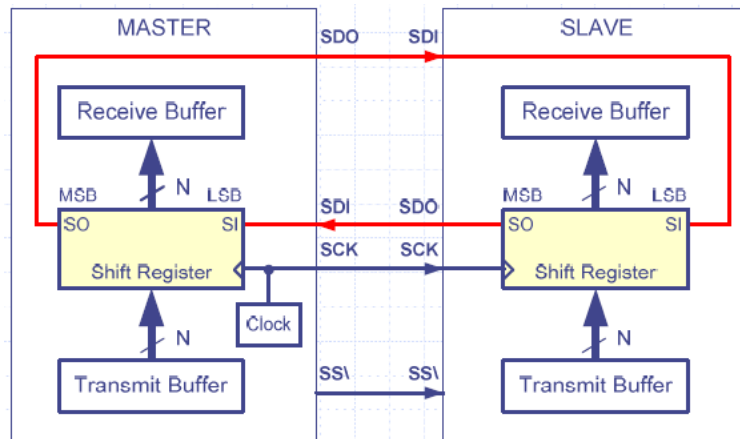 MASTER
SDO SDI
SLAVE
Receive Buffer
Receive Buffer
MSB N LSB
SDI SDO
MSB N LSB
SO SI
SO SI
SCK SCK
Shift Register
Shift Register
Clock
N
N
SS\ SS\
Transmit Buffer
Transmit Buffer